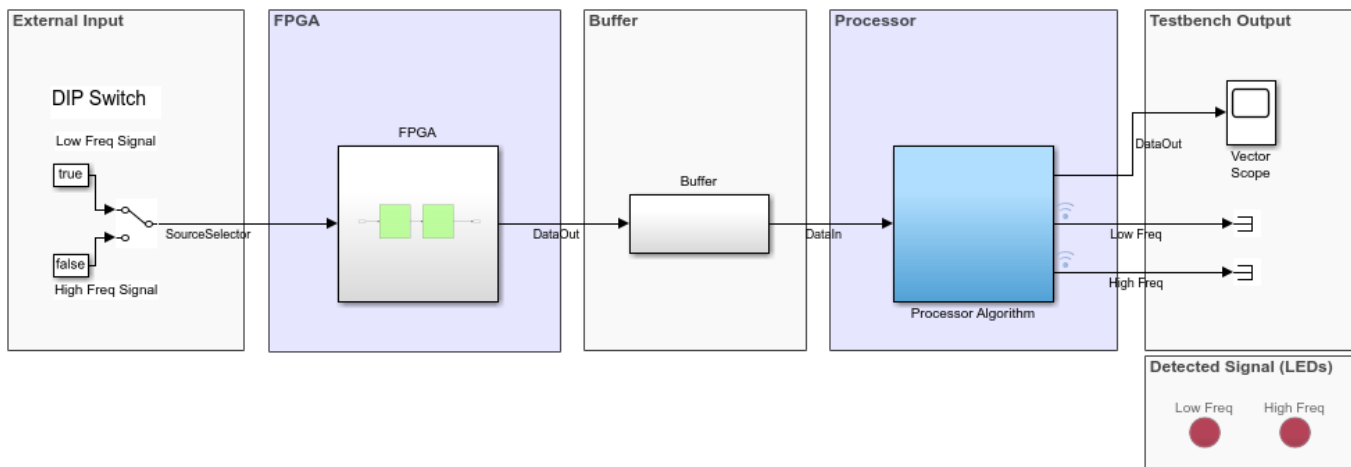 External Input
DIP Switch
Low Freq Signal
true
false
High Freq Signal
SourceSelector
FPGA
FPGA
DataOut
Buffer
Buffer
DataIn
Processor
Processor Algorithm
DataOut
Low Freq
High Freq
Testbench Output
Vector
Scope
Detected Signal (LEDs)
Low Freq
High Freq